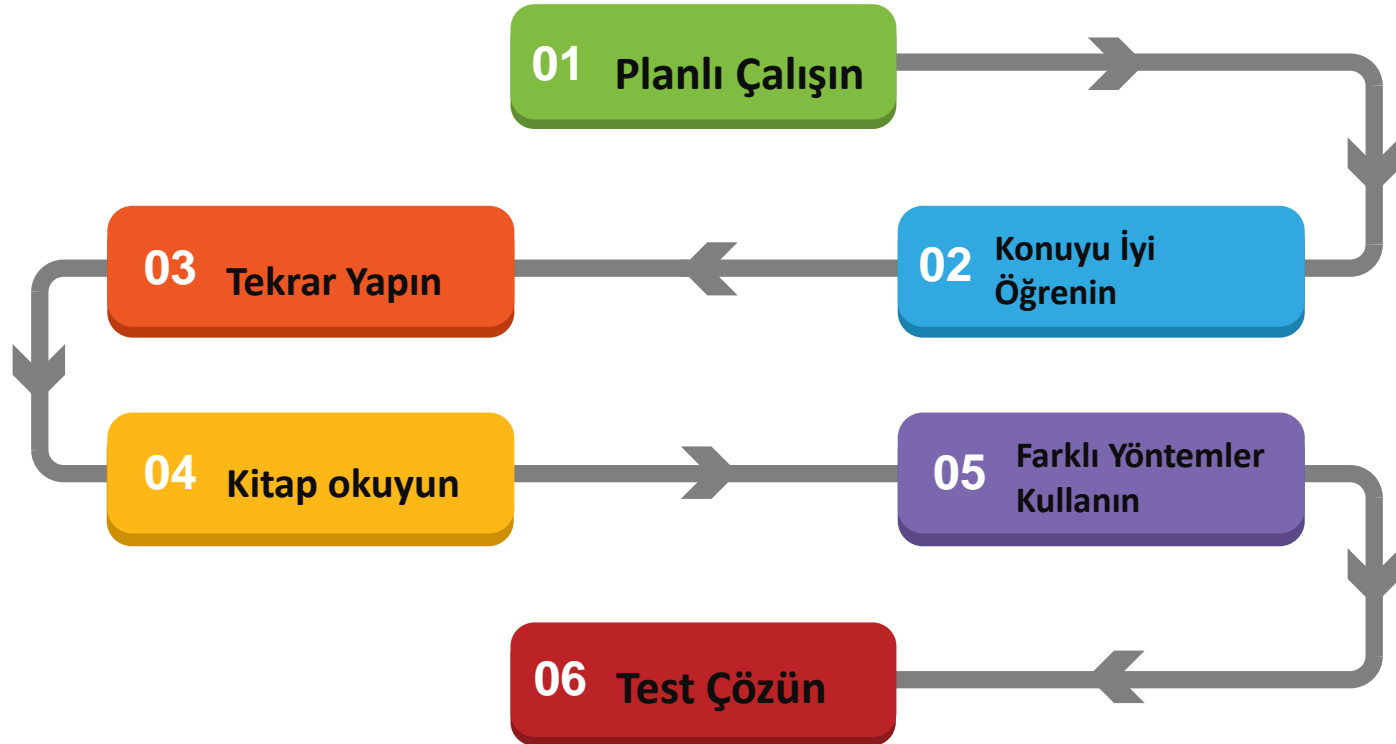 01 Planlı Çalışın
02 Konuyu İyi
Öğrenin
03 Tekrar Yapın
04 Kitap okuyun
05 Farklı Yöntemler
Kullanın
06 Test Çözün